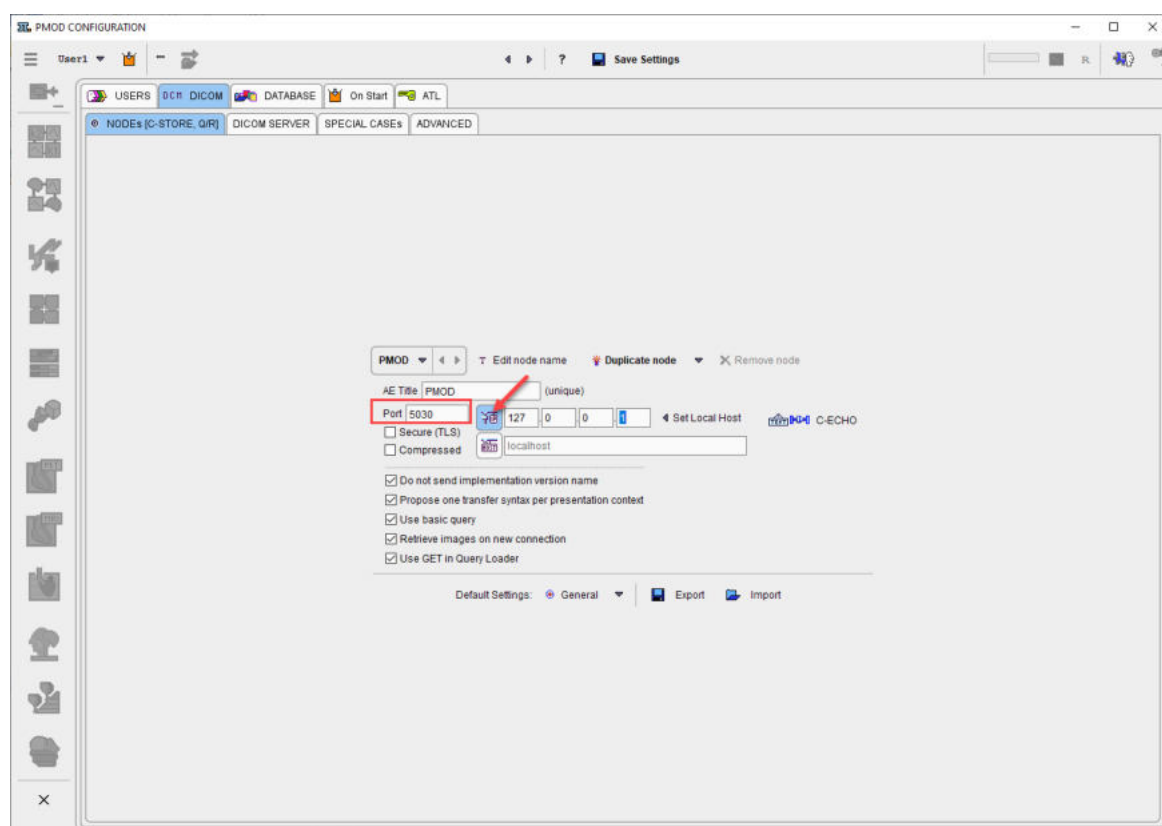 PMOD CONFIGURATION
User1 ? Save Settings R
USERS DCM DICOM DATABASE On Start ATL
NODEs [C-STORE, Q/R] DICOM SERVER SPECIAL CASEs ADVANCED
PMOD T Edit node name Duplicate node Remove node
AE Title PMOD (unique)
Port 5030 127 . 0 . 0 . 1 Set Local Host C-ECHO
Secure (TLS)
Compressed localhost
Do not send implementation version name
Propose one transfer syntax per presentation context
Use basic query
Retrieve images on new connection
Use GET in Query Loader
Default Settings: General Export Import